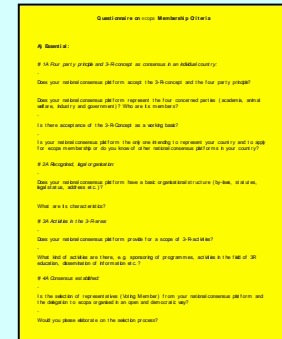 Questionnaire on ecopa Membership Criteria
A) Essential:
# 1A Four party principle and 3-R-concept as consensus in an individual country:
-
Does your national consensus platform accept the 3-R-concept and the four party principle?
Does your national consensus platform represent the four concerned parties (academia, animal
welfare, industry and government)? Who are its members?
-
Is there acceptance of the 3-R-Concept as a working basis?
-
Is your national consensus platform the only one intending to represent your country and to apply
for ecopa membership or do you know of other national consensus platforms in your country?
# 2A Recognised, legal organisation:
-
Does your national consensus platform have a basic organisational structure (by-laws, statutes,
legal status, address etc.)?
What are its characteristics?
# 3A Activities in the 3-R-area:
-
Does your national consensus platform provide for a scope of 3-R-activities?
-
What kind of activities are there, e.g. sponsoring of programmes, activities in the field of 3R
education, dissemination of information etc.?
# 4A Consensus established:
-
Is the selection of representatives (Voting Member) from your national consensus platform and
the delegation to ecopa organised in an open and democratic way?
-
Would you please elaborate on the selection process?